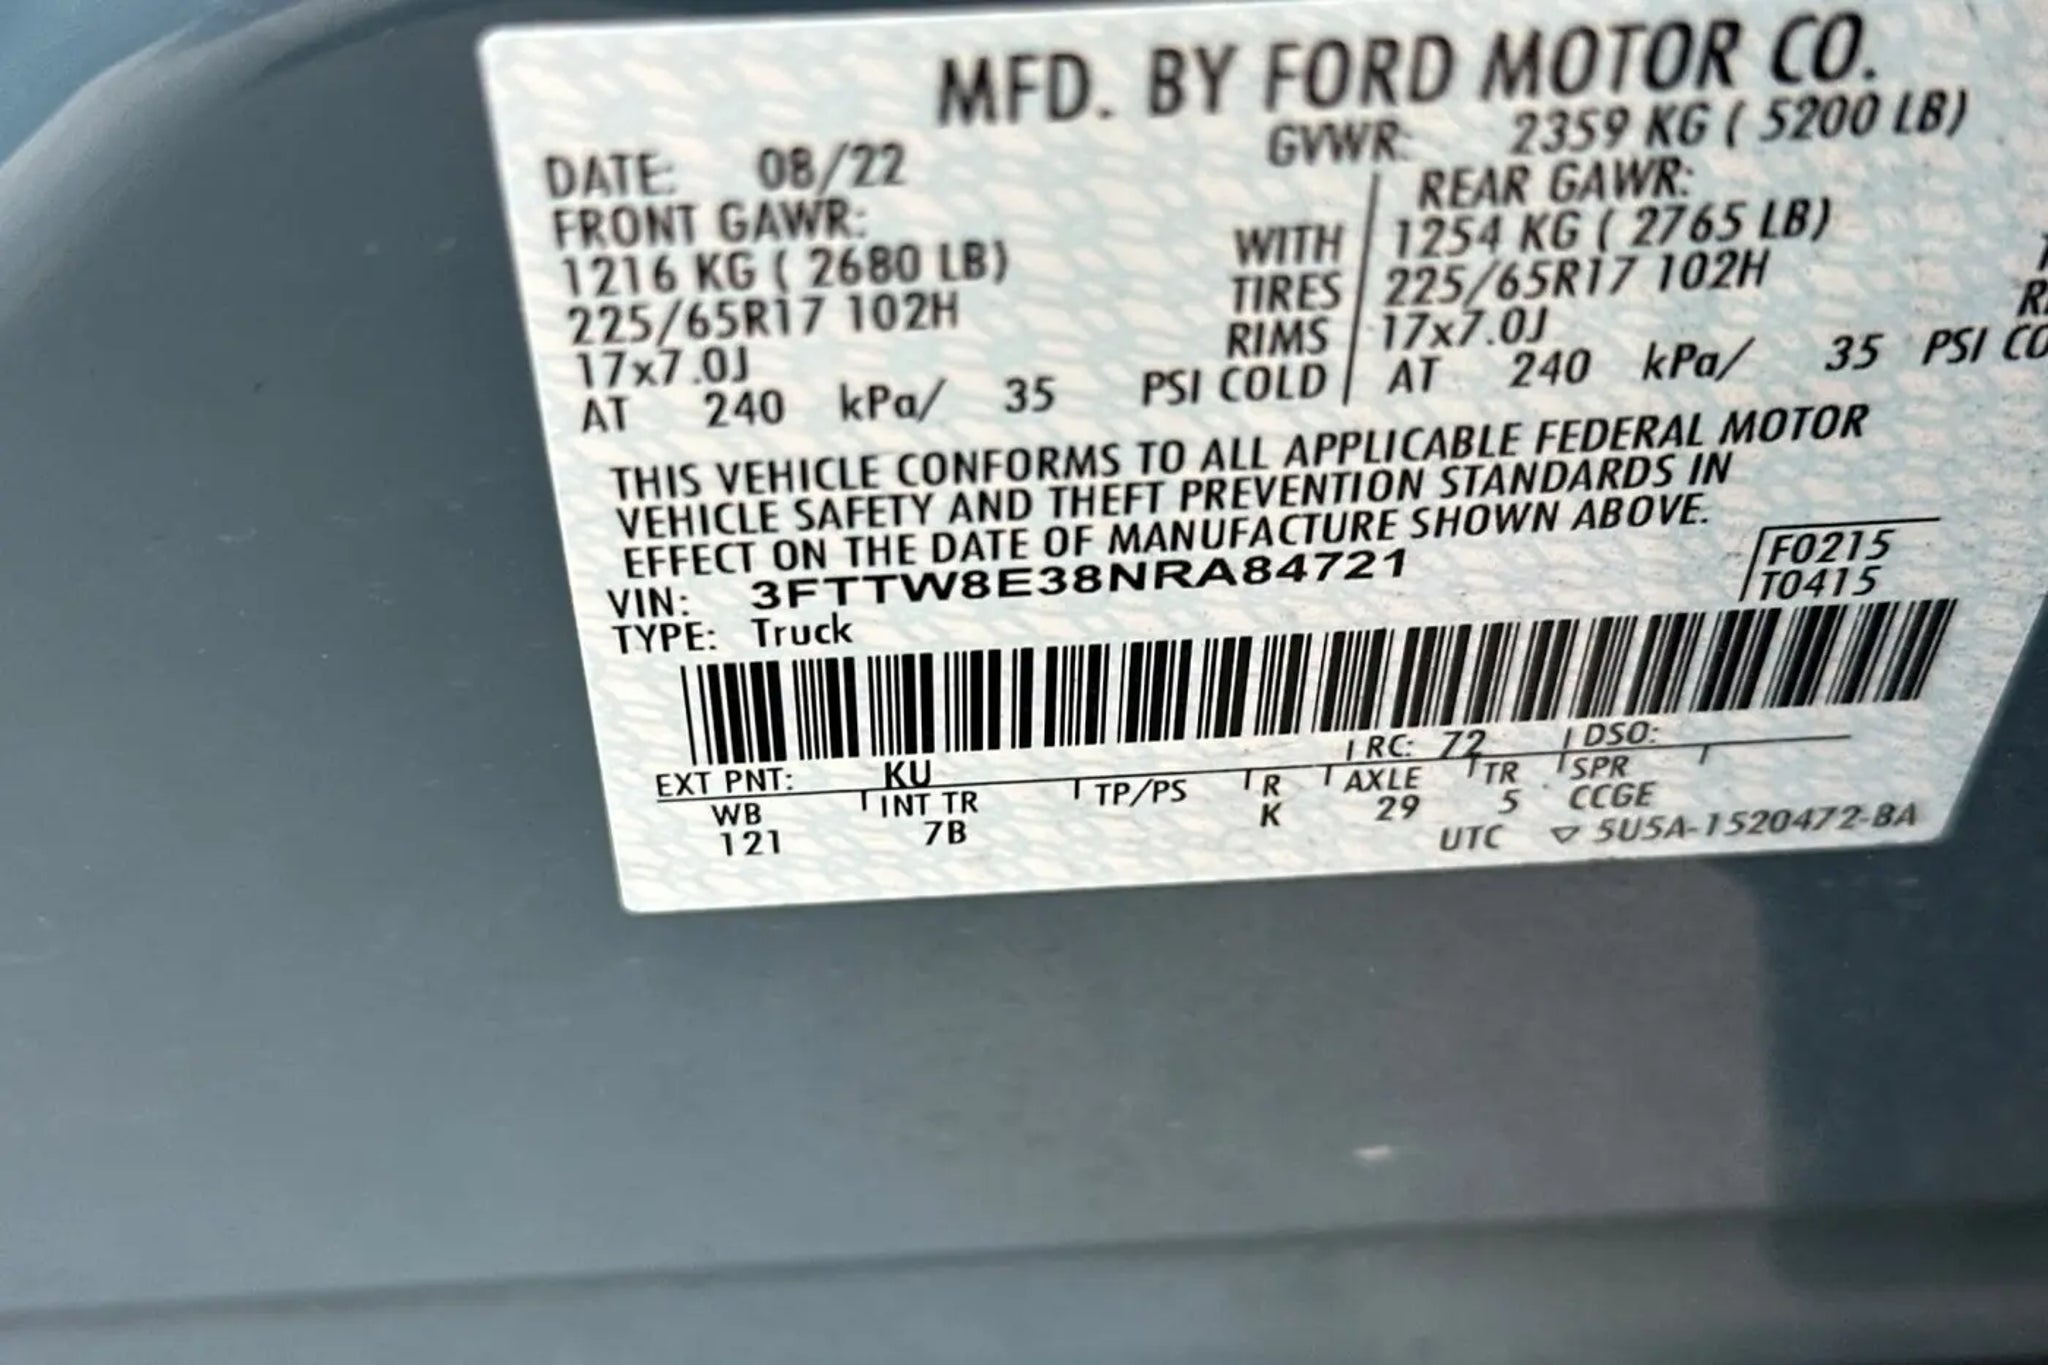 MFD. BY FORD MOTOR CO.
DATE: 08/22 GVWR: 2359 KG ( 5200 LB)
FRONT GAWR: REAR GAWR:
1216 KG ( 2680 LB) WITH 1254 KG ( 2765 LB)
225/65R17 102H TIRES 225/65R17 102H
17x7.0J RIMS 17x7.0J
AT 240 kPa/ 35 PSI COLD AT 240 kPa/ 35 PSI CO
THIS VEHICLE CONFORMS TO ALL APPLICABLE FEDERAL MOTOR
VEHICLE SAFETY AND THEFT PREVENTION STANDARDS IN
EFFECT ON THE DATE OF MANUFACTURE SHOWN ABOVE.
VIN: 3FTTW8E38NRA84721 F0215
TYPE: Truck T0415
EXT PNT: KU RC: 72 DSO:
WB INT TR TP/PS R AXLE TR SPR
121 7B K 29 5 CCGE
UTC ▽ 5U5A-1520472-BA